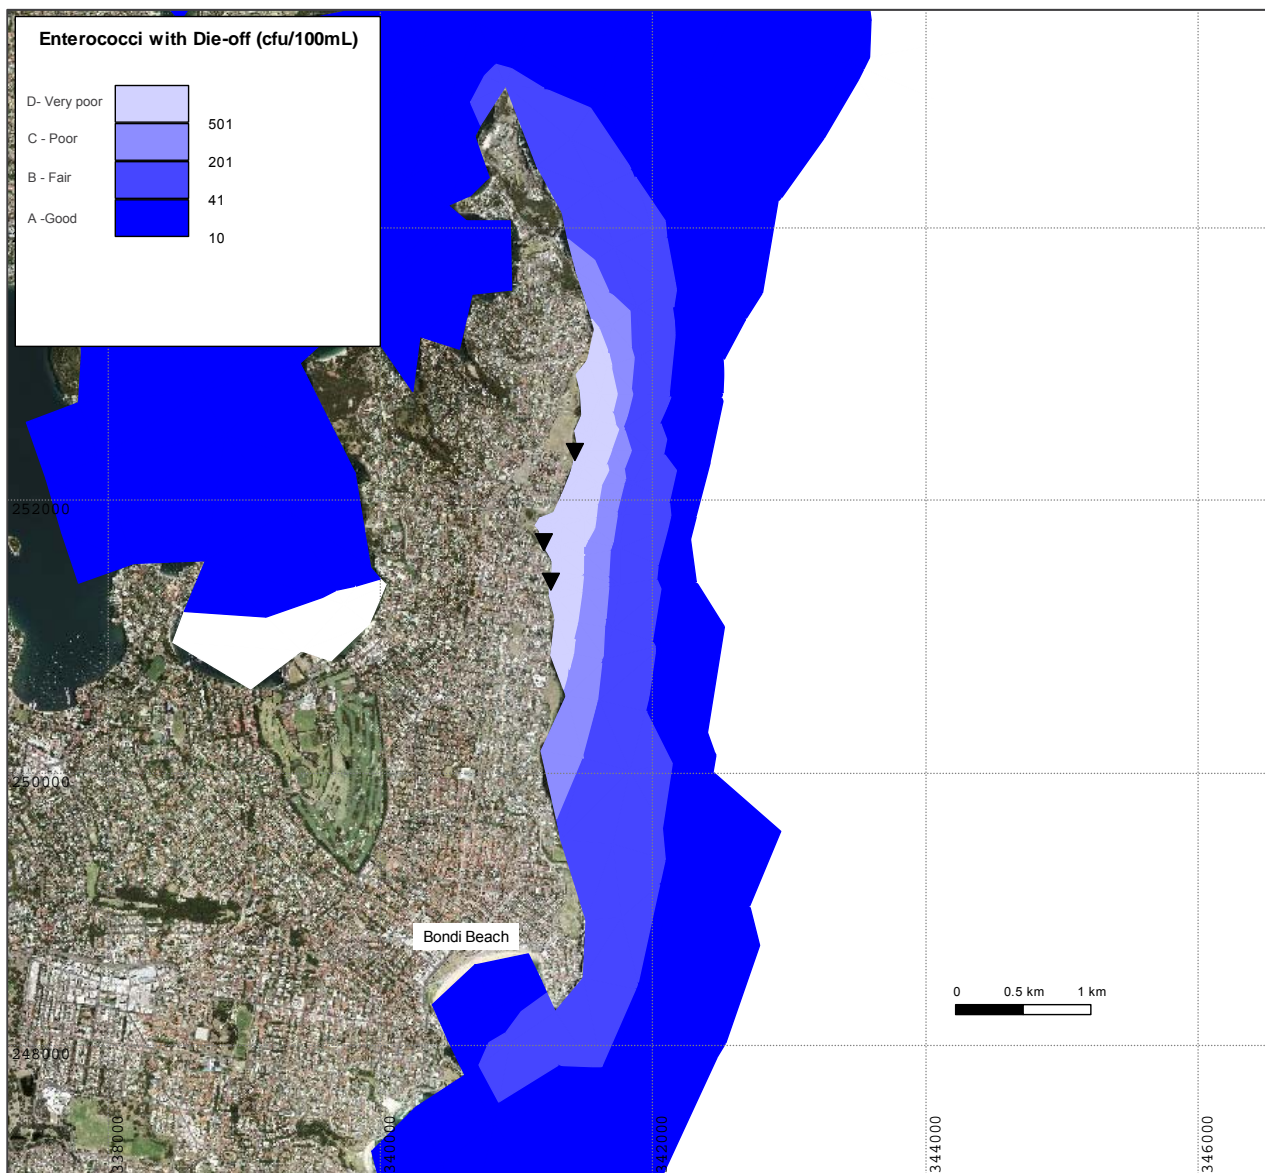 Enterococci with Die-off (cfu/100mL)
D- Very poor
501
C - Poor
201
B - Fair
41
A -Good
10
252000
250000
Bondi Beach
0 0.5 km 1 km
248000
338000
340000
342000
344000
346000